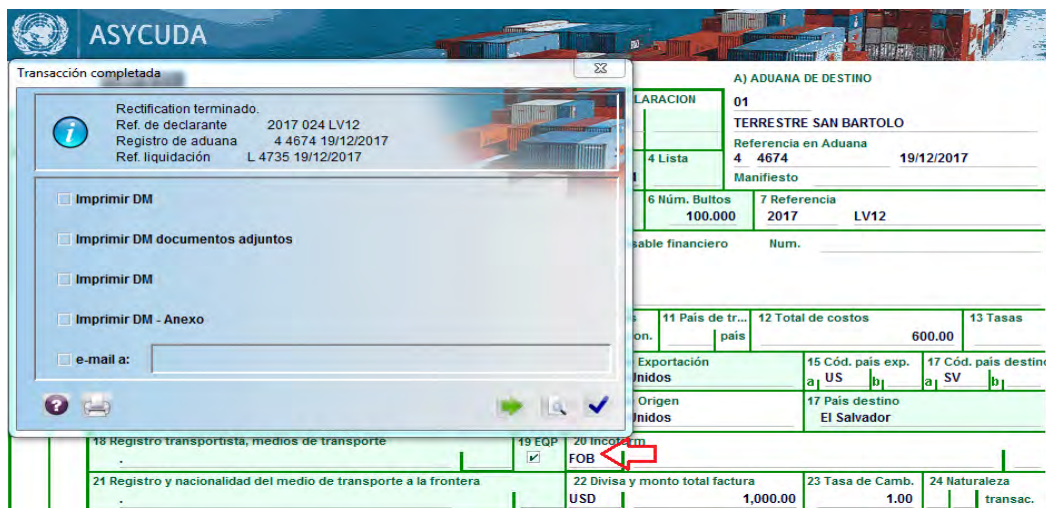 ASYCUDA
Transacción completada
Rectification terminado.
Ref. de declarante 2017 024 LV12
Registro de aduana 4 4674 19/12/2017
Ref. liquidación L 4735 19/12/2017
Imprimir DM
Imprimir DM documentos adjuntos
Imprimir DM
Imprimir DM - Anexo
e-mail a:
A) ADUANA DE DESTINO
LARACION
01
TERRESTRE SAN BARTOLO
Referencia en Aduana
4 Lista
4 4674 19/12/2017
Manifiesto
6 Núm. Bultos 7 Referencia
100.000 2017 LV12
sable financiero Num.
11 Pais de tr... 12 Total de costos 13 Tasas
on. pais 600.00
Exportación 15 Cód. pais exp. 17 Cód. pais destino
nidos a US b a SV b
Origen 17 Pais destino
nidos El Salvador
18 Registro transportista, medios de transporte 19 EQP 20 Incoterm
FOB
21 Registro y nacionalidad del medio de transporte a la frontera 22 Divisa y monto total factura 23 Tasa de Camb. 24 Naturaleza
USD 1,000.00 1.00 transac.